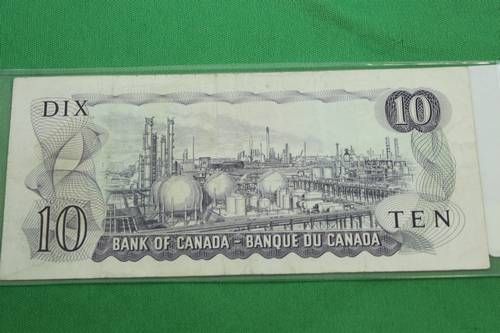 DIX
10
10
TEN
BANK OF CANADA - BANQUE DU CANADA